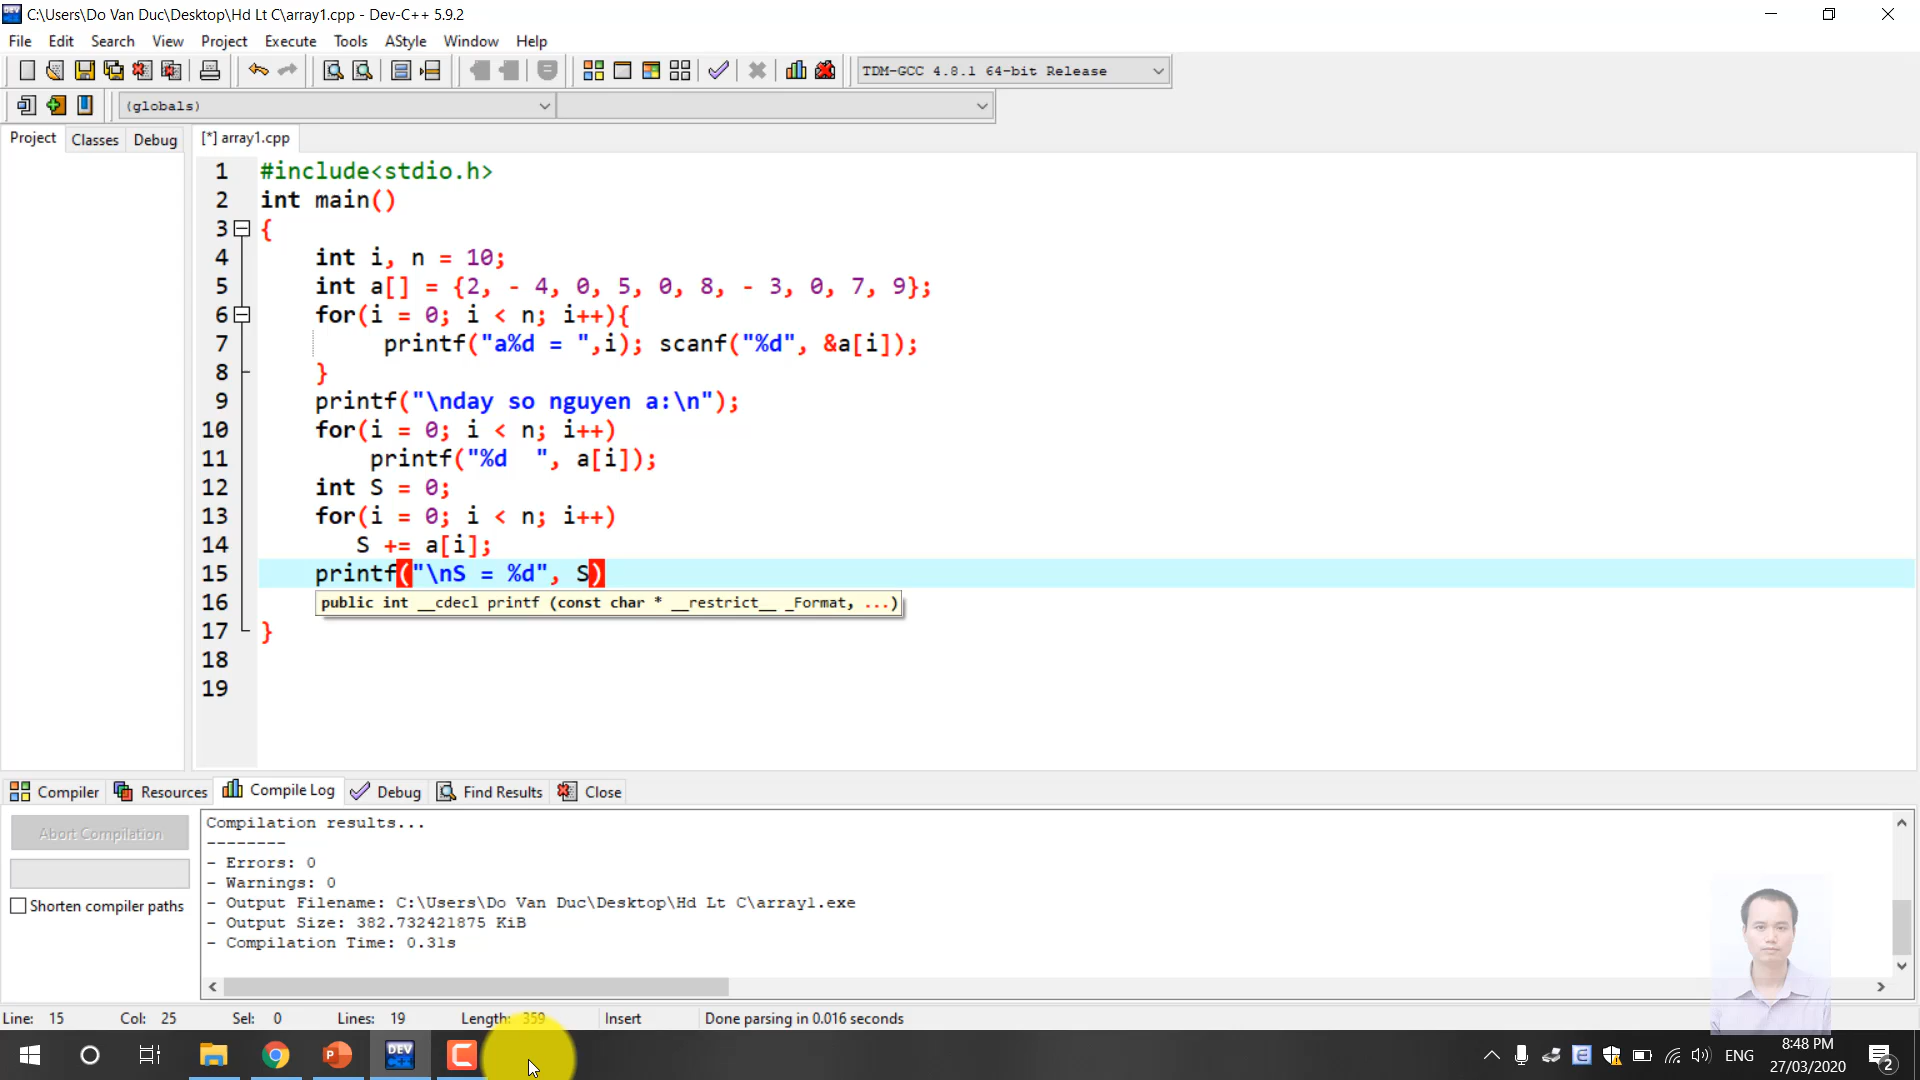 C:\Users\Do Van Duc\Desktop\Hd Lt C\array1.cpp - Dev-C++ 5.9.2
File Edit Search View Project Execute Tools AStyle Window Help
TDM-GCC 4.8.1 64-bit Release
(globals)
Project Classes Debug [*] array1.cpp
1 #include<stdio.h>
2 int main()
3 {
4 int i, n = 10;
5 int a[] = {2, - 4, 0, 5, 0, 8, - 3, 0, 7, 9};
6 for(i = 0; i < n; i++){
7 printf("a%d = ",i); scanf("%d", &a[i]);
8 }
9 printf("\nday so nguyen a:\n");
10 for(i = 0; i < n; i++)
11 printf("%d  ", a[i]);
12 int S = 0;
13 for(i = 0; i < n; i++)
14 S += a[i];
15 printf("\nS = %d", S)
16 public int __cdecl printf (const char * __restrict__ _Format, ...)
17 }
18
19
Compiler Resources Compile Log Debug Find Results Close
Abort Compilation
Shorten compiler paths
Compilation results...
--------
- Errors: 0
- Warnings: 0
- Output Filename: C:\Users\Do Van Duc\Desktop\Hd Lt C\array1.exe
- Output Size: 382.732421875 KiB
- Compilation Time: 0.31s
Line: 15 Col: 25 Sel: 0 Lines: 19 Length: 359 Insert Done parsing in 0.016 seconds
DEV C++
ENG
8:48 PM
27/03/2020
2